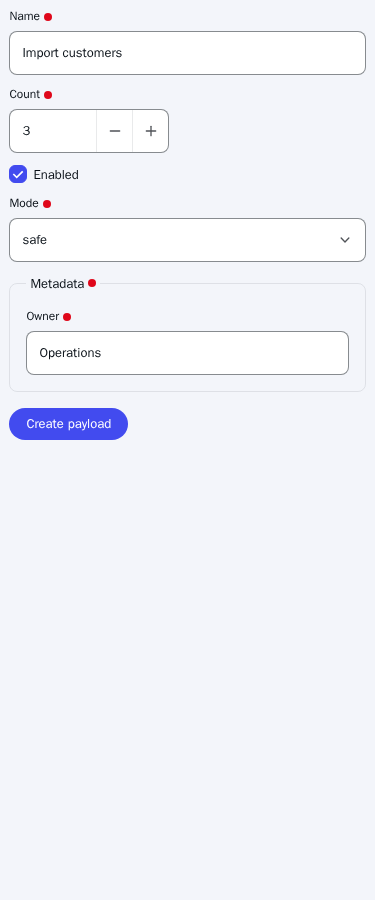 Name
Import customers
Count
3
Enabled
Mode
safe
Metadata
Owner
Operations
Create payload